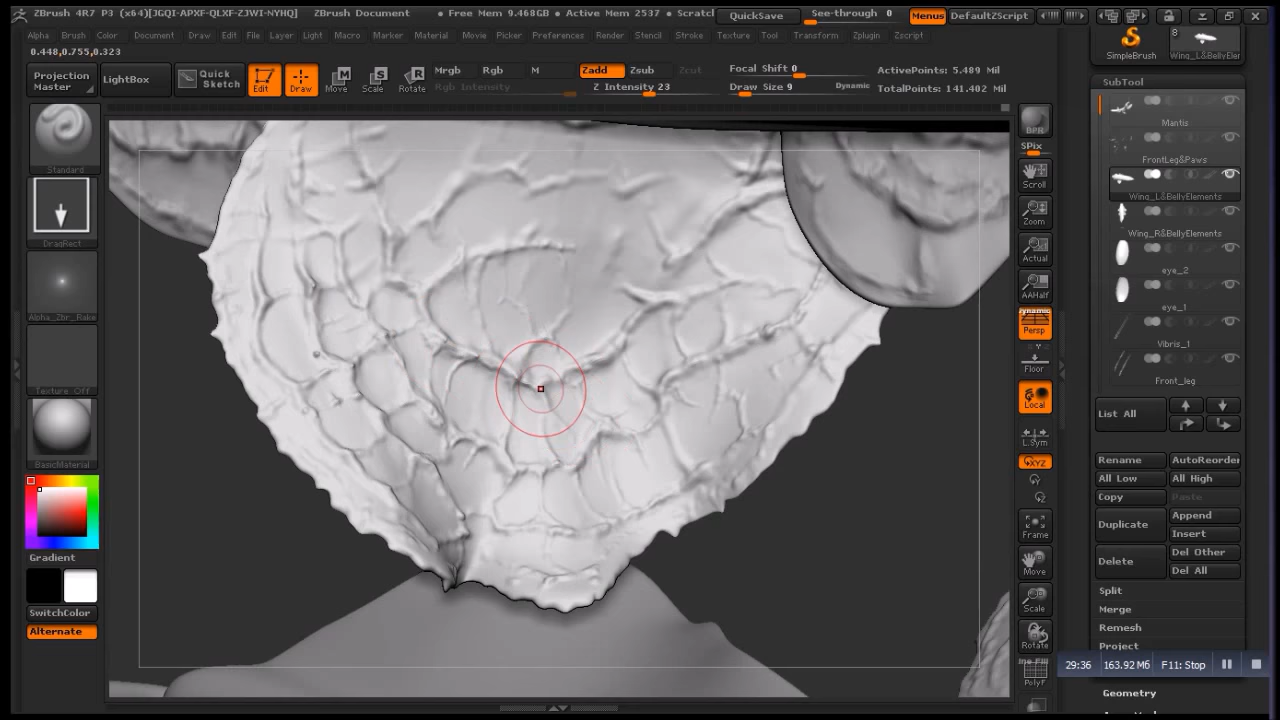 ZBrush 4R7 P3 (x64)[JGQI-APXF-QLXF-ZJWI-NYHQ] ZBrush Document • Free Mem 9.468GB • Active Mem 2537 • Scratcl QuickSave See-through 0 Menus DefaultZScript
Alpha Brush Color Document Draw Edit File Layer Light Macro Marker Material Movie Picker Preferences Render Stencil Stroke Texture Tool Transform Zplugin Zscript
0.448,0.755,0.323
Projection
Master
LightBox
Quick
Sketch
Edit
Draw
Move
Scale
Rotate
Mrgb Rgb M
Rgb Intensity
Zadd Zsub Zcut
Z Intensity 23
Focal Shift 0
Draw Size 9 Dynamic
ActivePoints: 5.489 Mil
TotalPoints: 141.402 Mil
Standard
DragRect
Alpha_Zbr_Rake
Texture_Off
BasicMaterial
Gradient
SwitchColor
Alternate
BPR
SPix
Scroll
Zoom
Actual
AAHalf
Dynamic
Persp
Floor
Local
L.Sym
XYZ
Frame
Move
Scale
Rotate
Line Fill
PolyF
SimpleBrush
8
Wing_L&BellyEler
SubTool
Mantis
FrontLeg&Paws
Wing_L&BellyElements
Wing_R&BellyElements
eye_2
eye_1
Vibris_1
Front_leg
List All
Rename AutoReorder
All Low All High
Copy Paste
Duplicate Append
Insert
Delete Del Other
Del All
Split
Merge
Remesh
Project
29:36 163.92Мб F11: Stop
Geometry